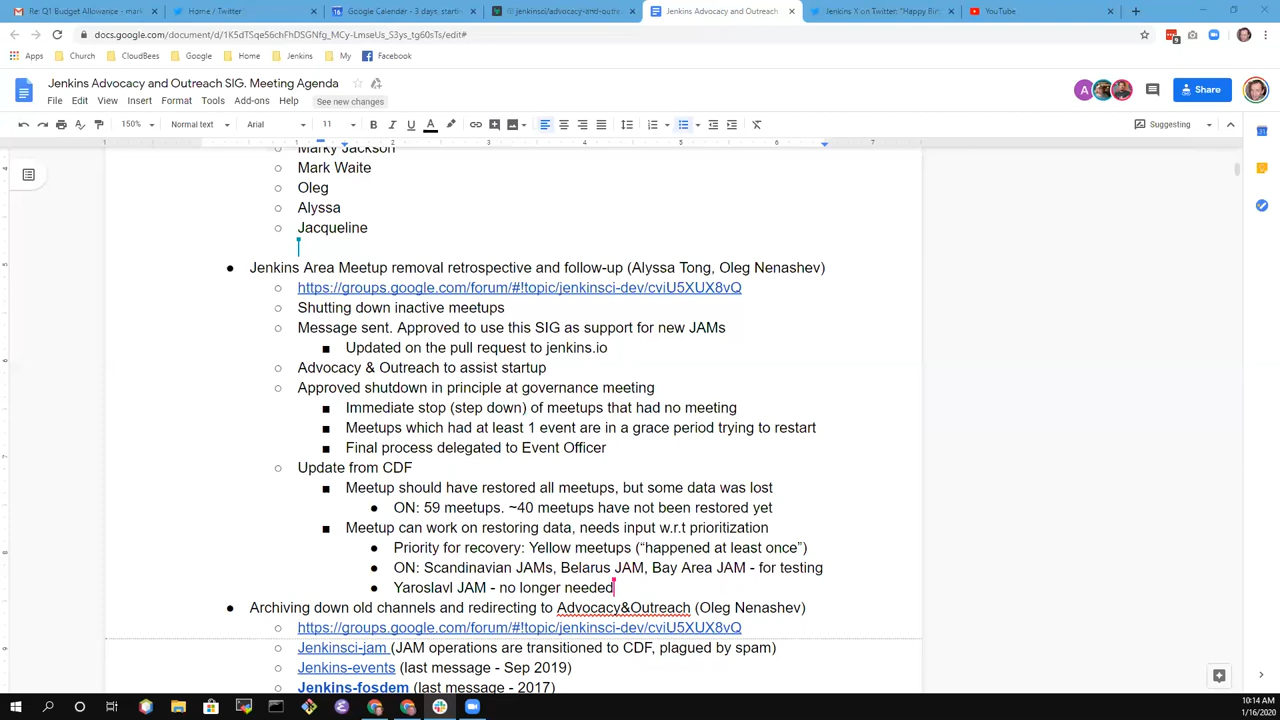 Re: Q1 Budget Allowance - mark
Home / Twitter
Google Calendar - 3 days, startin
jenkinsci/advocacy-and-outre
Jenkins Advocacy and Outreach
Jenkins X on Twitter: "Happy Birt
YouTube
docs.google.com/document/d/1K5dTSqe56chFhDSGNfg_MCy-LmseUs_S3ys_tg60sTs/edit#
Apps
Church
CloudBees
Google
Home
Jenkins
My
Facebook
Jenkins Advocacy and Outreach SIG. Meeting Agenda
File Edit View Insert Format Tools Add-ons Help See new changes
A
Share
150% Normal text Arial 11 B I U A Suggesting
1 1 2 3 4 5 6 7
○ Marky Jackson
○ Mark Waite
○ Oleg
○ Alyssa
○ Jacqueline
● Jenkins Area Meetup removal retrospective and follow-up (Alyssa Tong, Oleg Nenashev)
○ https://groups.google.com/forum/#!topic/jenkinsci-dev/cviU5XUX8vQ
○ Shutting down inactive meetups
○ Message sent. Approved to use this SIG as support for new JAMs
■ Updated on the pull request to jenkins.io
○ Advocacy & Outreach to assist startup
○ Approved shutdown in principle at governance meeting
■ Immediate stop (step down) of meetups that had no meeting
■ Meetups which had at least 1 event are in a grace period trying to restart
■ Final process delegated to Event Officer
○ Update from CDF
■ Meetup should have restored all meetups, but some data was lost
● ON: 59 meetups. ~40 meetups have not been restored yet
■ Meetup can work on restoring data, needs input w.r.t prioritization
● Priority for recovery: Yellow meetups (“happened at least once”)
● ON: Scandinavian JAMs, Belarus JAM, Bay Area JAM - for testing
● Yaroslavl JAM - no longer needed
● Archiving down old channels and redirecting to Advocacy&Outreach (Oleg Nenashev)
○ https://groups.google.com/forum/#!topic/jenkinsci-dev/cviU5XUX8vQ
○ Jenkinsci-jam (JAM operations are transitioned to CDF, plagued by spam)
○ Jenkins-events (last message - Sep 2019)
○ Jenkins-fosdem (last message - 2017)
10:14 AM
1/16/2020